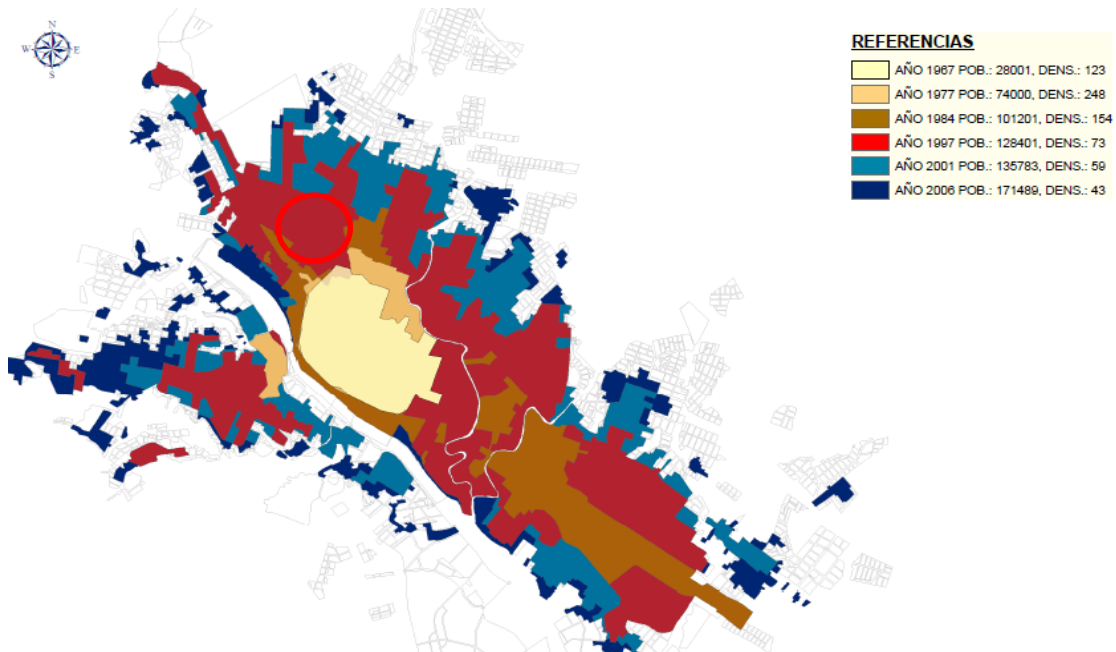 N
W E
S
REFERENCIAS
AÑO 1967 POB.: 28001, DENS.: 123
AÑO 1977 POB.: 74000, DENS.: 248
AÑO 1984 POB.: 101201, DENS.: 154
AÑO 1997 POB.: 128401, DENS.: 73
AÑO 2001 POB.: 135783, DENS.: 59
AÑO 2006 POB.: 171489, DENS.: 43